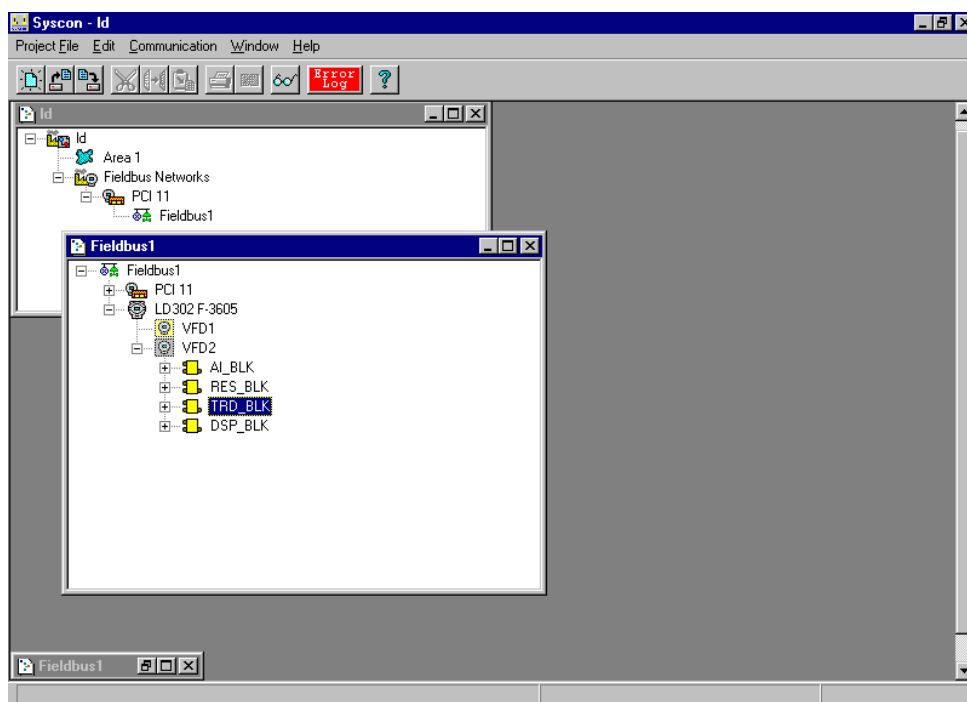 Syscon - Id
Project File Edit Communication Window Help
Error
Log
?
Id
Id
Area 1
Fieldbus Networks
PCI 11
Fieldbus1
Fieldbus1
Fieldbus1
PCI 11
LD302 F-3605
VFD1
VFD2
AI_BLK
RES_BLK
TRD_BLK
DSP_BLK
Fieldbus1